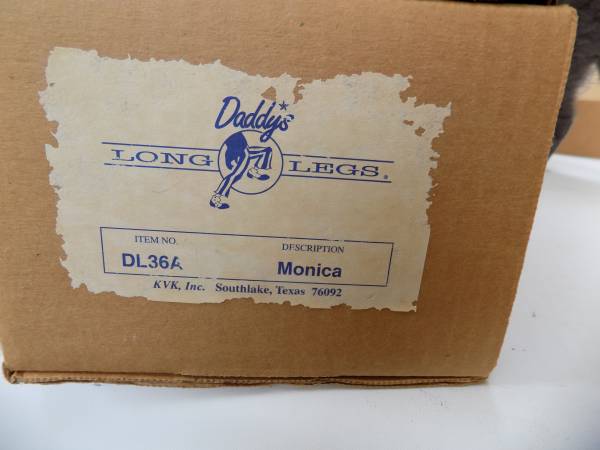 Daddy's
LONG LEGS®
ITEM NO. DESCRIPTION
DL36A Monica
KVK, Inc. Southlake, Texas 76092